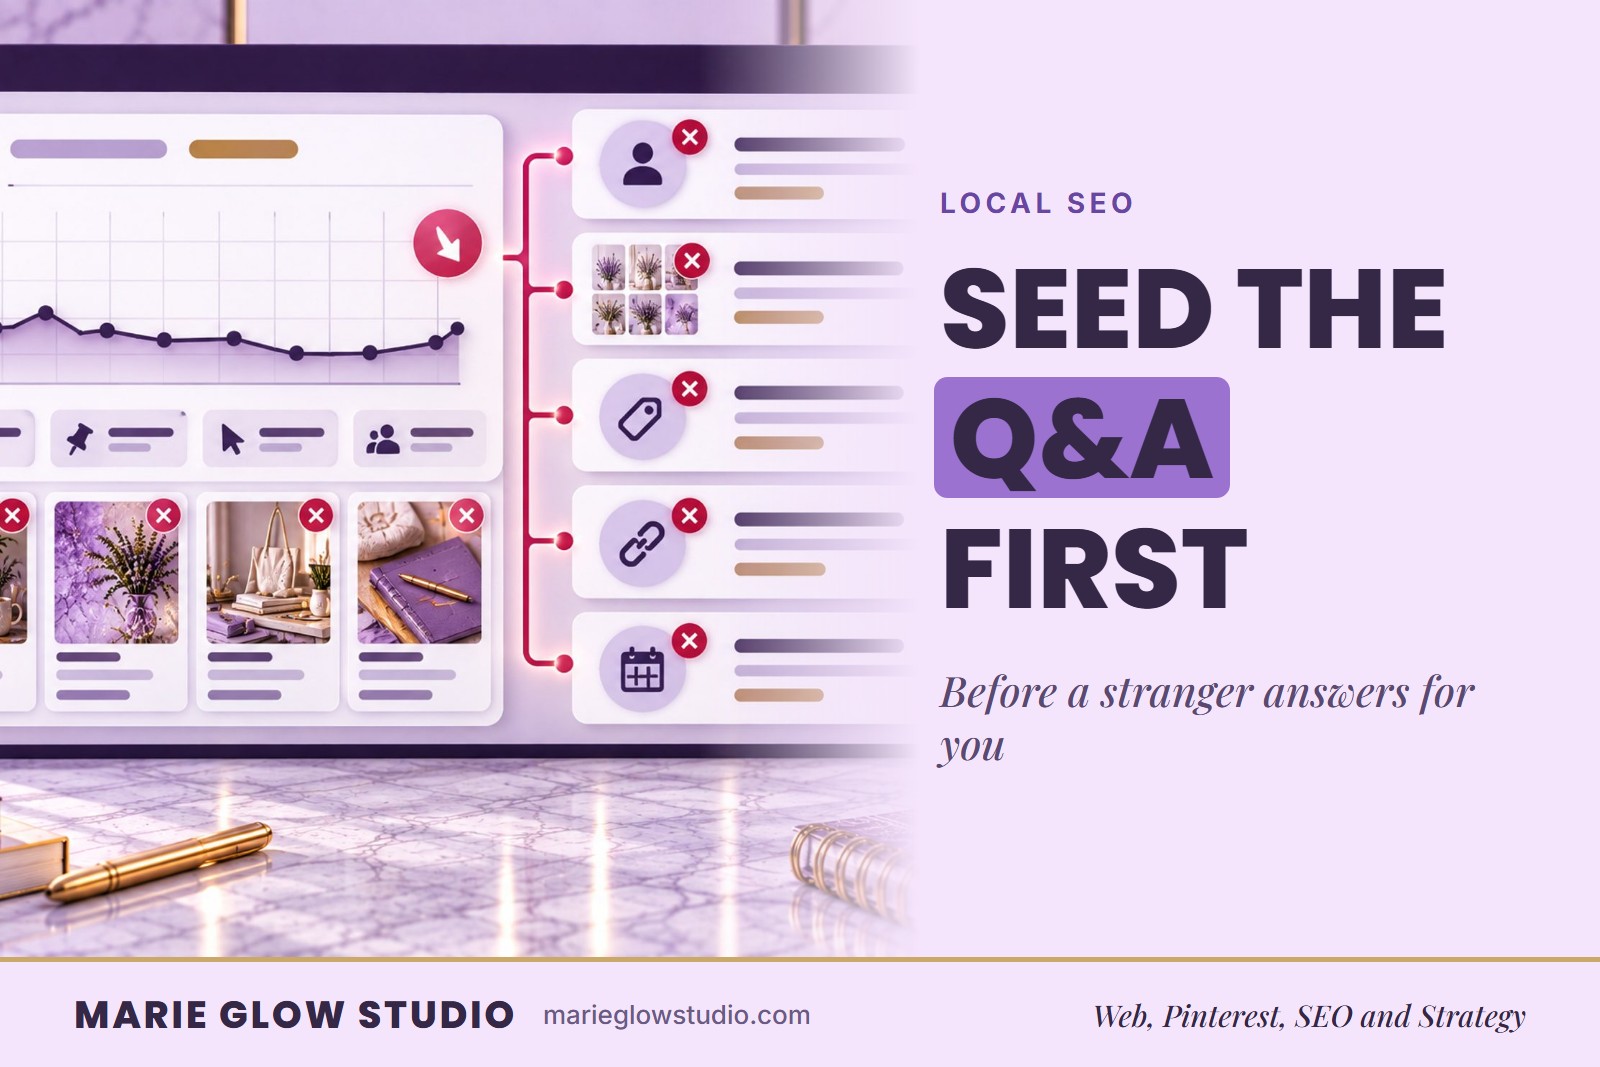 LOCAL SEO
SEED THE
Q&A
FIRST
Before a stranger answers for
you
MARIE GLOW STUDIO marieglowstudio.com
Web, Pinterest, SEO and Strategy